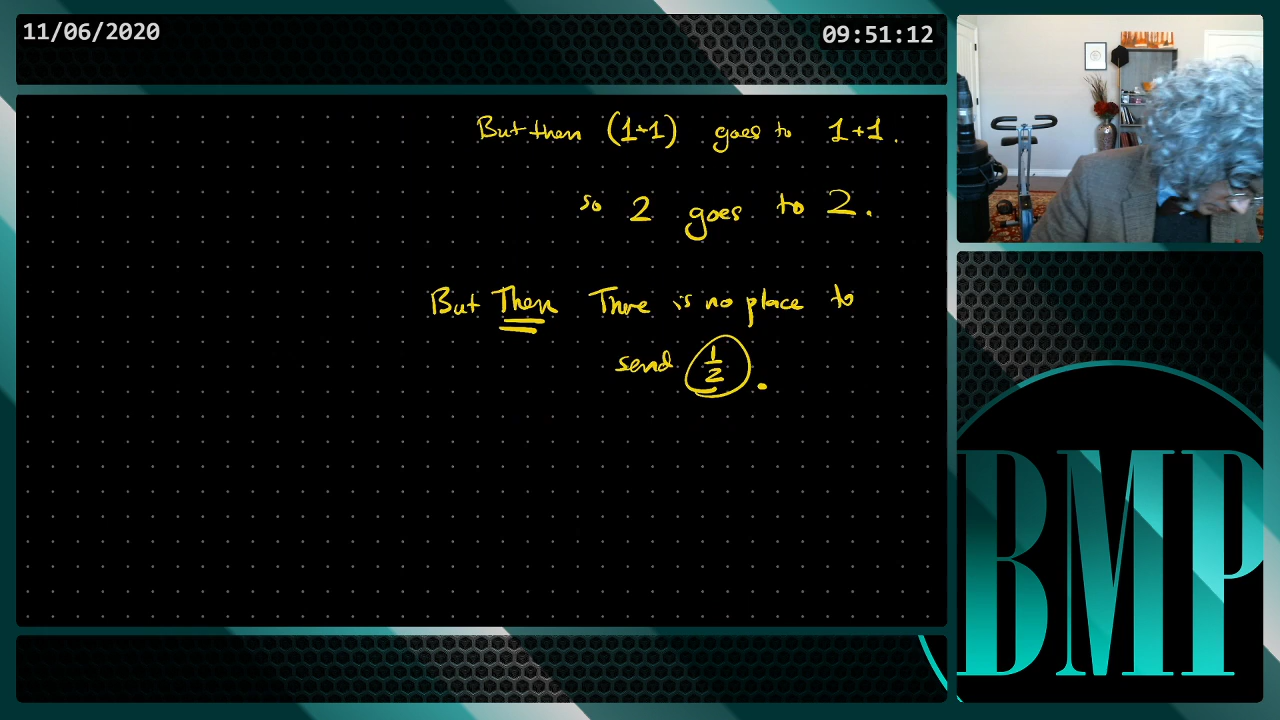 11/06/2020
09:51:12
But then (1+1) goes to 1+1.
so 2 goes to 2.
But Then There is no place to
send 1/2.
BMP